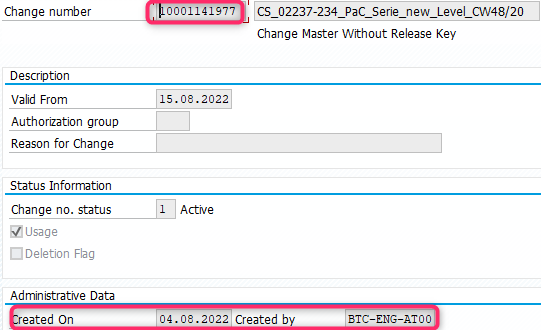 Change number 10001141977 CS_02237-234_PaC_Serie_new_Level_CW48/20
Change Master Without Release Key
Description
Valid From 15.08.2022
Authorization group
Reason for Change
Status Information
Change no. status 1 Active
Usage
Deletion Flag
Administrative Data
Created On 04.08.2022 Created by BTC-ENG-AT00